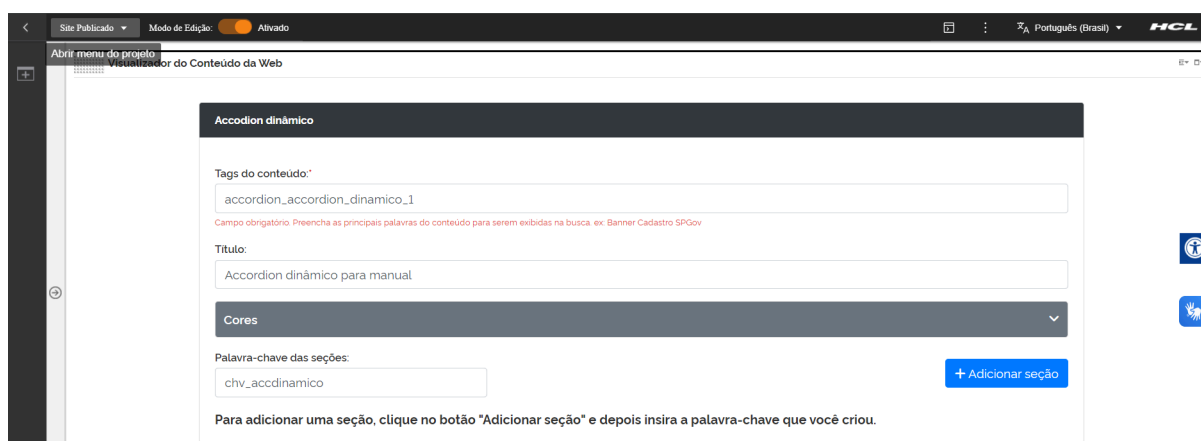 Site Publicado
Modo de Edição:
Ativado
Português (Brasil)
HCL
Abrir menu do projeto
Visualizador do Conteúdo da Web
Accodion dinâmico
Tags do conteúdo:*
accordion_accordion_dinamico_1
Campo obrigatório. Preencha as principais palavras do conteúdo para serem exibidas na busca. ex: Banner Cadastro SPGov
Título:
Accordion dinâmico para manual
Cores
Palavra-chave das seções:
chv_accdinamico
+ Adicionar seção
Para adicionar uma seção, clique no botão "Adicionar seção" e depois insira a palavra-chave que você criou.